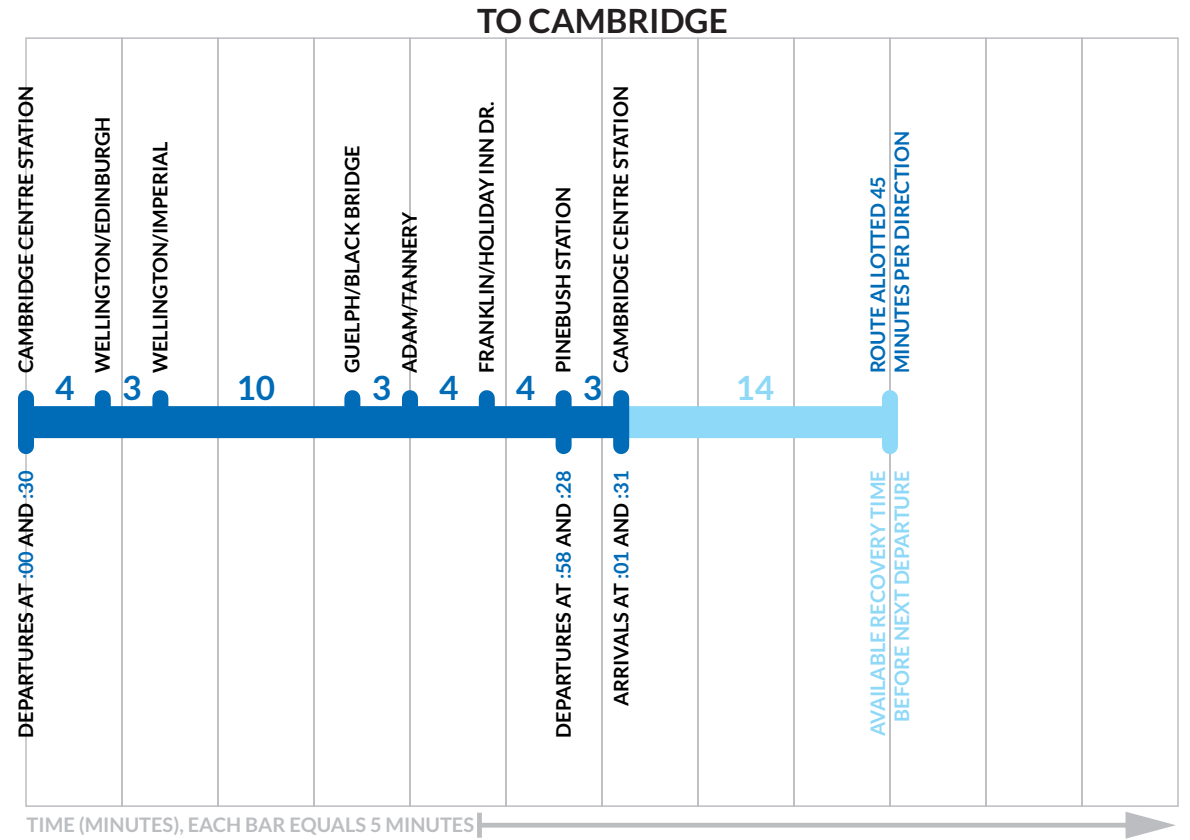 TO CAMBRIDGE
CAMBRIDGE CENTRE STATION
WELLINGTON/EDINBURGH
WELLINGTON/IMPERIAL
GUELPH/BLACK BRIDGE
ADAM/TANNERY
FRANKLIN/HOLIDAY INN DR.
PINEBUSH STATION
CAMBRIDGE CENTRE STATION
ROUTE ALLOTTED 45
MINUTES PER DIRECTION
4
3
10
3
4
4
3
14
DEPARTURES AT :00 AND :30
DEPARTURES AT :58 AND :28
ARRIVALS AT :01 AND :31
AVAILABLE RECOVERY TIME
BEFORE NEXT DEPARTURE
TIME (MINUTES), EACH BAR EQUALS 5 MINUTES